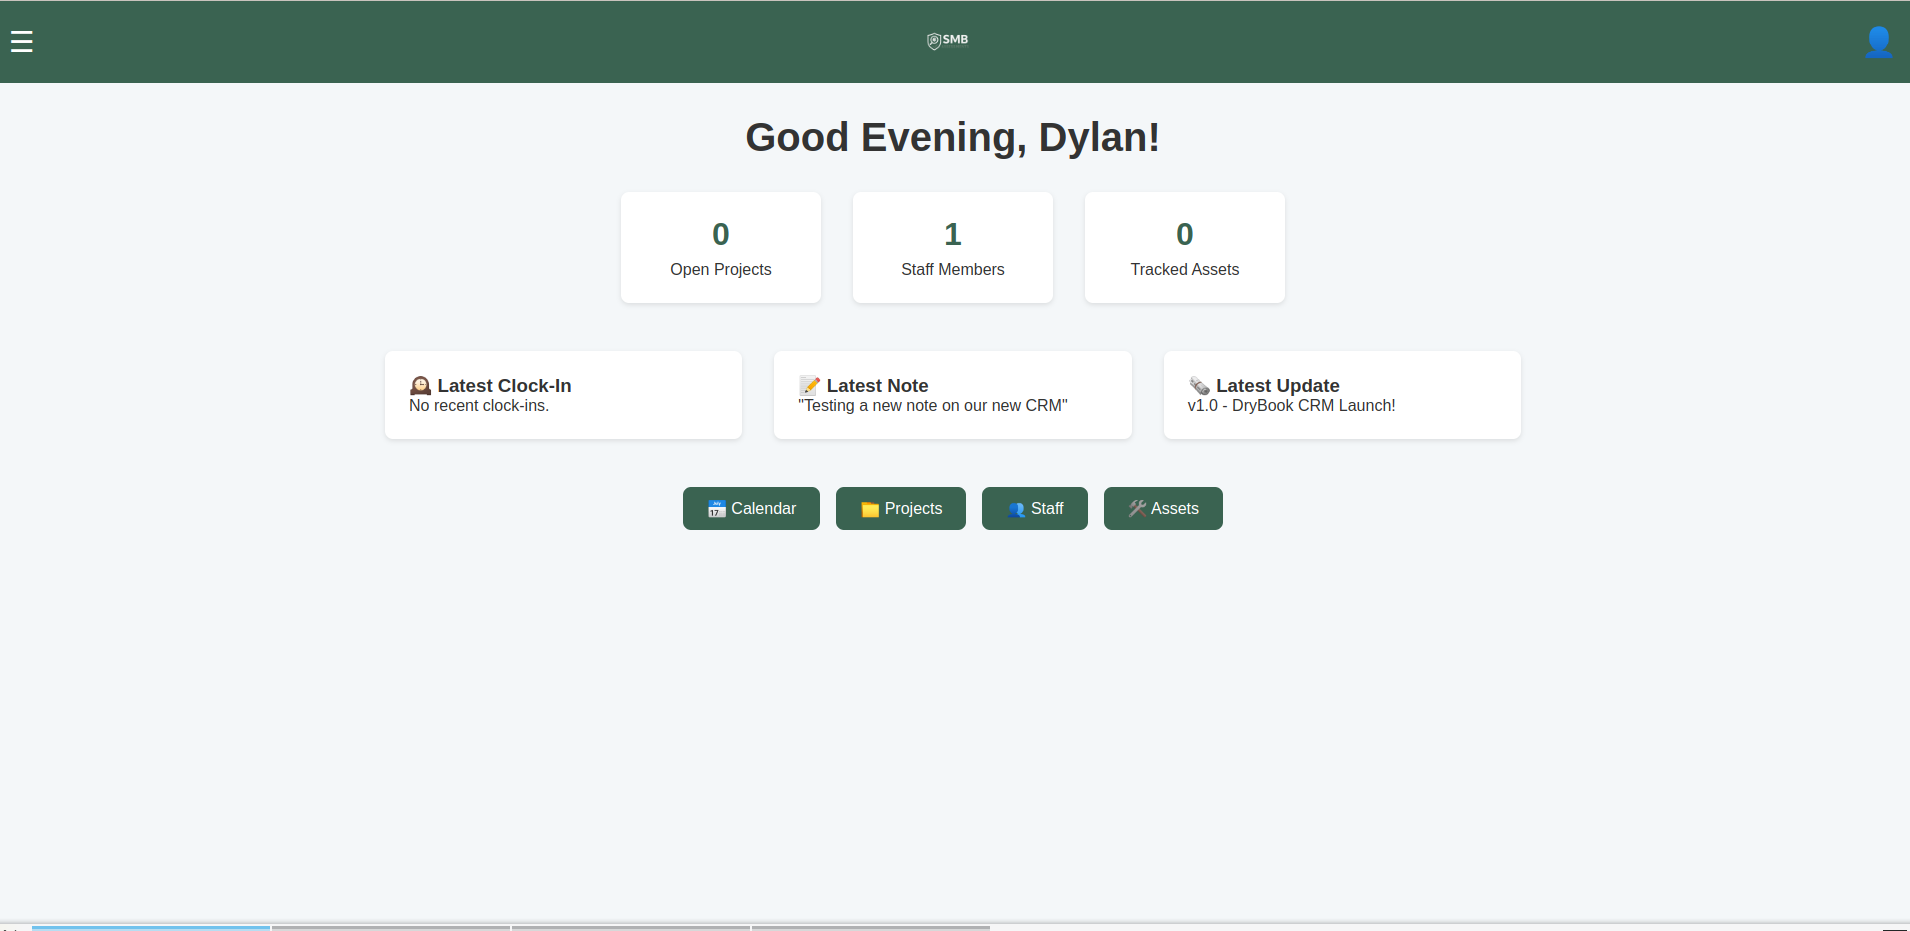 SMB
Good Evening, Dylan!
0
Open Projects
1
Staff Members
0
Tracked Assets
Latest Clock-In
No recent clock-ins.
Latest Note
"Testing a new note on our new CRM"
Latest Update
v1.0 - DryBook CRM Launch!
Calendar
Projects
Staff
Assets